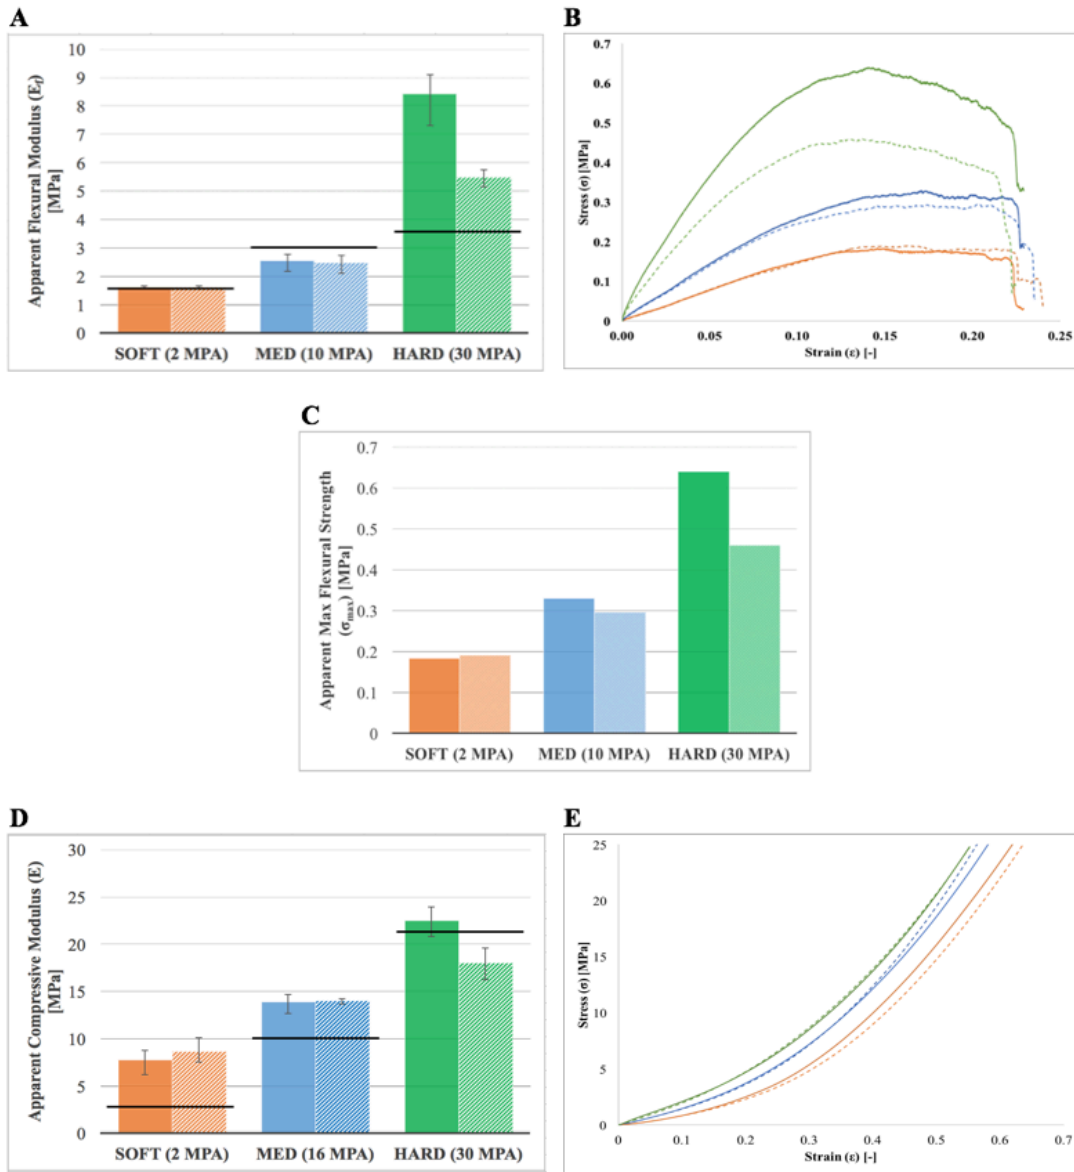 A
Apparent Flexural Modulus (Ef)
[MPa]
10
9
8
7
6
5
4
3
2
1
0
SOFT (2 MPA) MED (10 MPA) HARD (30 MPA)
B
Stress (σ) [MPa]
0.7
0.6
0.5
0.4
0.3
0.2
0.1
0
0.00 0.05 0.10 0.15 0.20 0.25
Strain (ε) [-]
C
Apparent Max Flexural Strength
(σmax) [MPa]
0.7
0.6
0.5
0.4
0.3
0.2
0.1
0
SOFT (2 MPA) MED (10 MPA) HARD (30 MPA)
D
Apparent Compressive Modulus (E)
[MPa]
30
25
20
15
10
5
0
SOFT (2 MPA) MED (16 MPA) HARD (30 MPA)
E
Stress (σ) [MPa]
25
20
15
10
5
0
0 0.1 0.2 0.3 0.4 0.5 0.6 0.7
Strain (ε) [-]